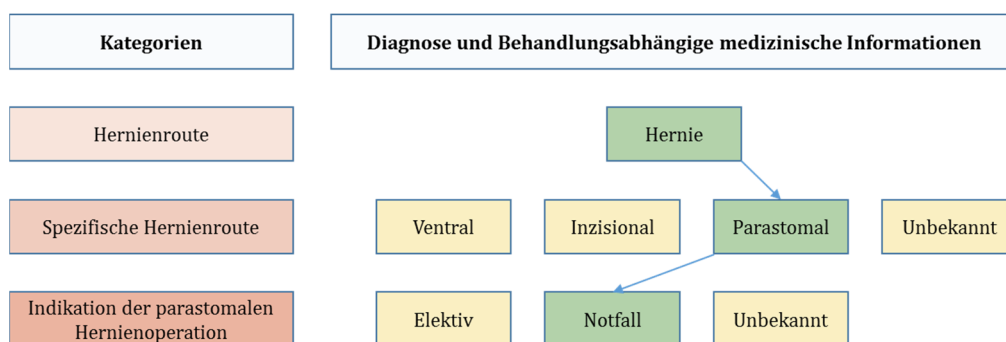 Kategorien
Diagnose und Behandlungsabhängige medizinische Informationen
Hernienroute
Hernie
Spezifische Hernienroute
Ventral
Inzisional
Parastomal
Unbekannt
Indikation der parastomalen
Hernienoperation
Elektiv
Notfall
Unbekannt